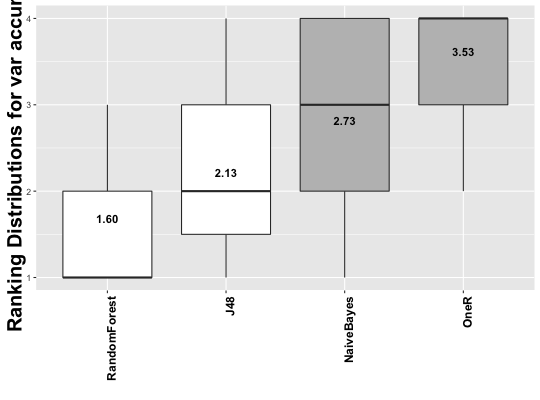 Ranking Distributions for var accur
4
3
2
1
1.60
2.13
2.73
3.53
RandomForest
J48
NaiveBayes
OneR